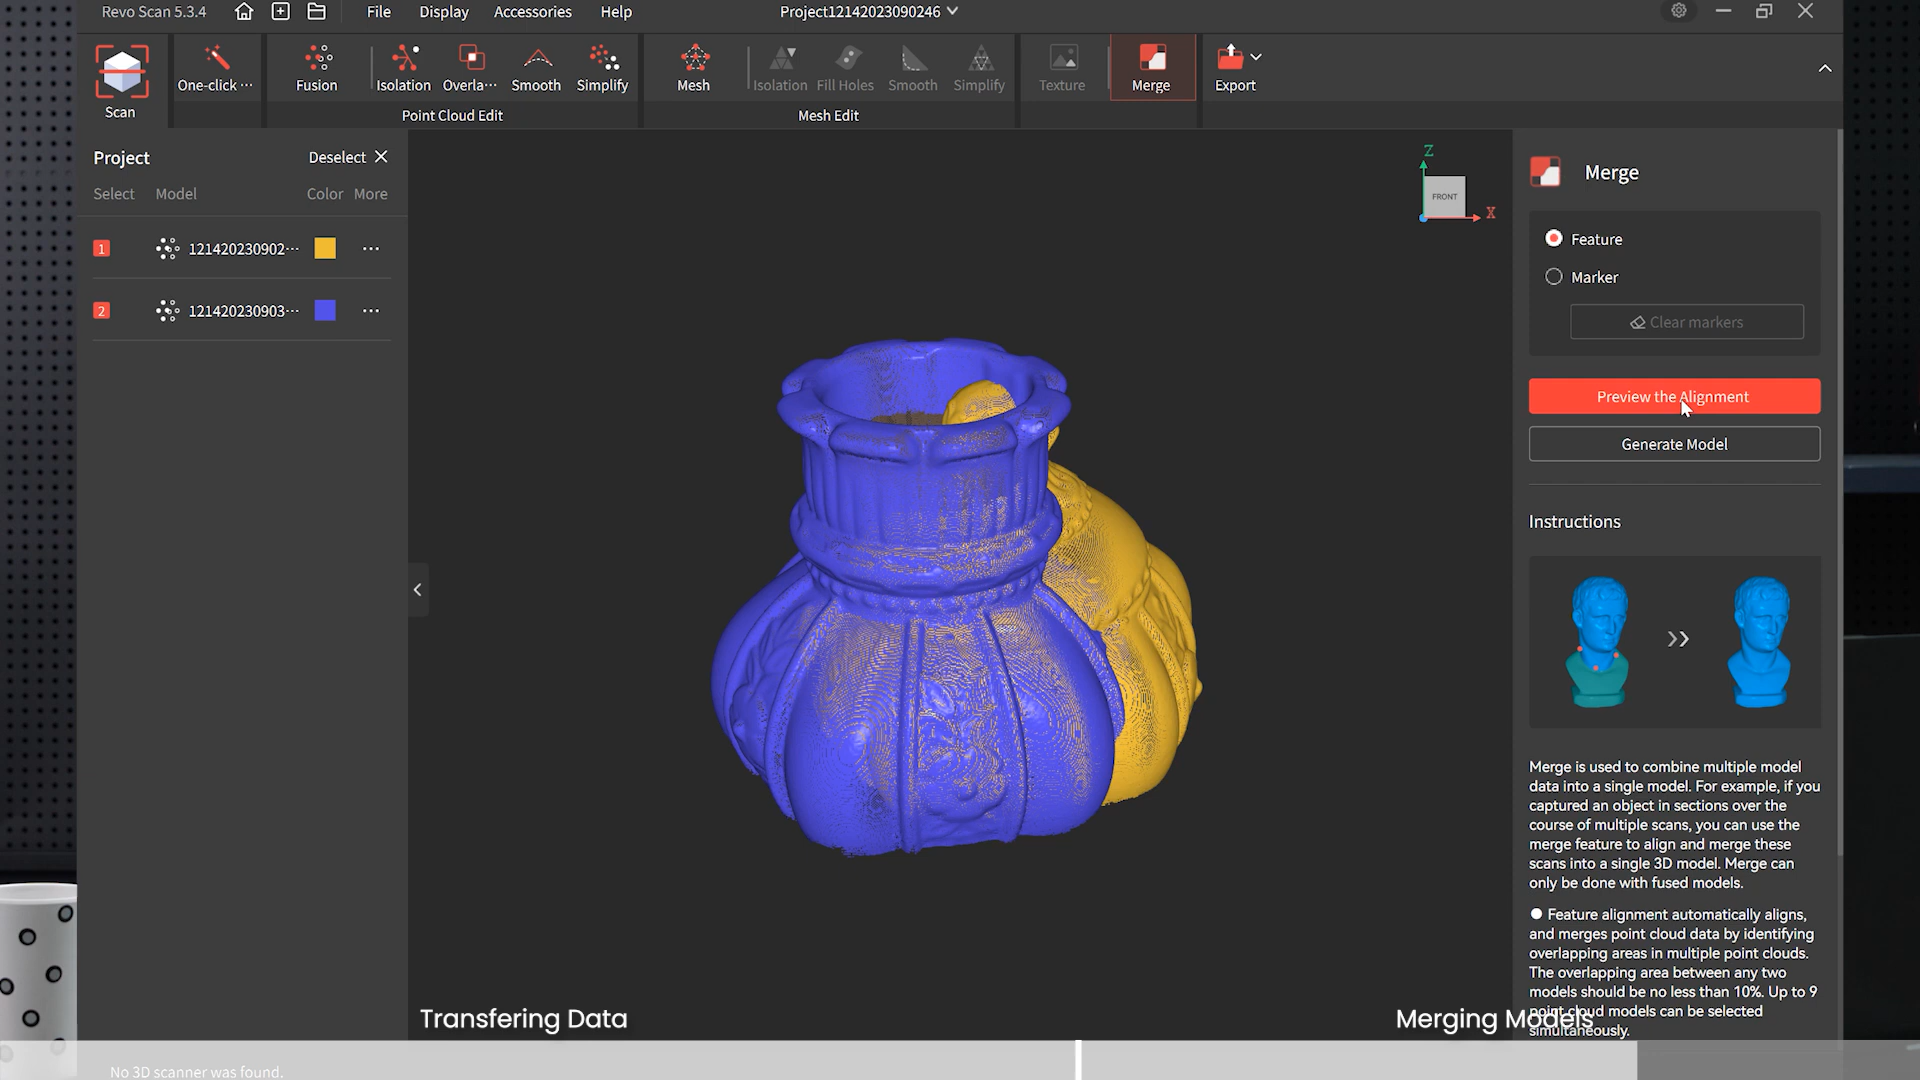 Revo Scan 5.3.4
File
Display
Accessories
Help
Project12142023090246
Scan
One-click ···
Fusion
Isolation
Overla···
Smooth
Simplify
Point Cloud Edit
Mesh
Isolation
Fill Holes
Smooth
Simplify
Mesh Edit
Texture
Merge
Export
Project
Deselect
Select
Model
Color
More
1
121420230902···
2
121420230903···
Z
FRONT
X
Merge
Feature
Marker
Clear markers
Preview the Alignment
Generate Model
Instructions
Merge is used to combine multiple model
data into a single model. For example, if you
captured an object in sections over the
course of multiple scans, you can use the
merge feature to align and merge these
scans into a single 3D model. Merge can
only be done with fused models.
● Feature alignment automatically aligns,
and merges point cloud data by identifying
overlapping areas in multiple point clouds.
The overlapping area between any two
models should be no less than 10%. Up to 9
point cloud models can be selected
simultaneously.
Transfering Data
Merging Models
No 3D scanner was found.